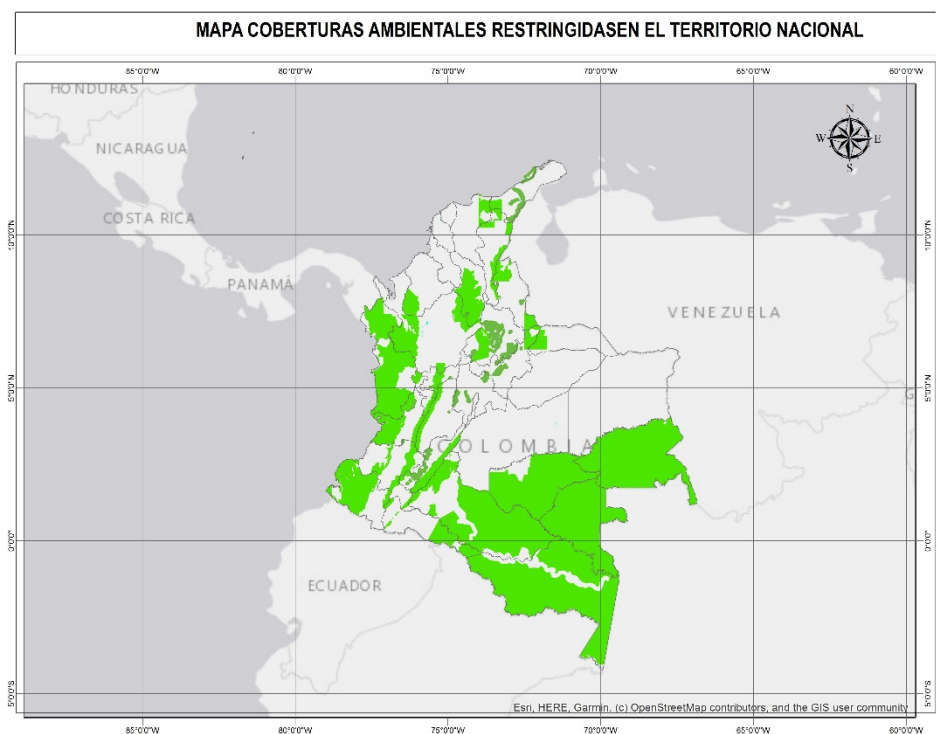 MAPA COBERTURAS AMBIENTALES RESTRINGIDASEN EL TERRITORIO NACIONAL
85°0'0"W 80°0'0"W 75°0'0"W 70°0'0"W 65°0'0"W 60°0'0"W
HONDURAS
N
W E
S
NICARAGUA
COSTA RICA
10°0'0"N 10°0'0"N
PANAMÁ
VENEZUELA
5°0'0"N 5°0'0"N
G
COLOMBIA
0°0'0" 0°0'0"
ECUADOR
5°0'0"S 5°0'0"S
Esri, HERE, Garmin, (c) OpenStreetMap contributors, and the GIS user community
85°0'0"W 80°0'0"W 75°0'0"W 70°0'0"W 65°0'0"W 60°0'0"W